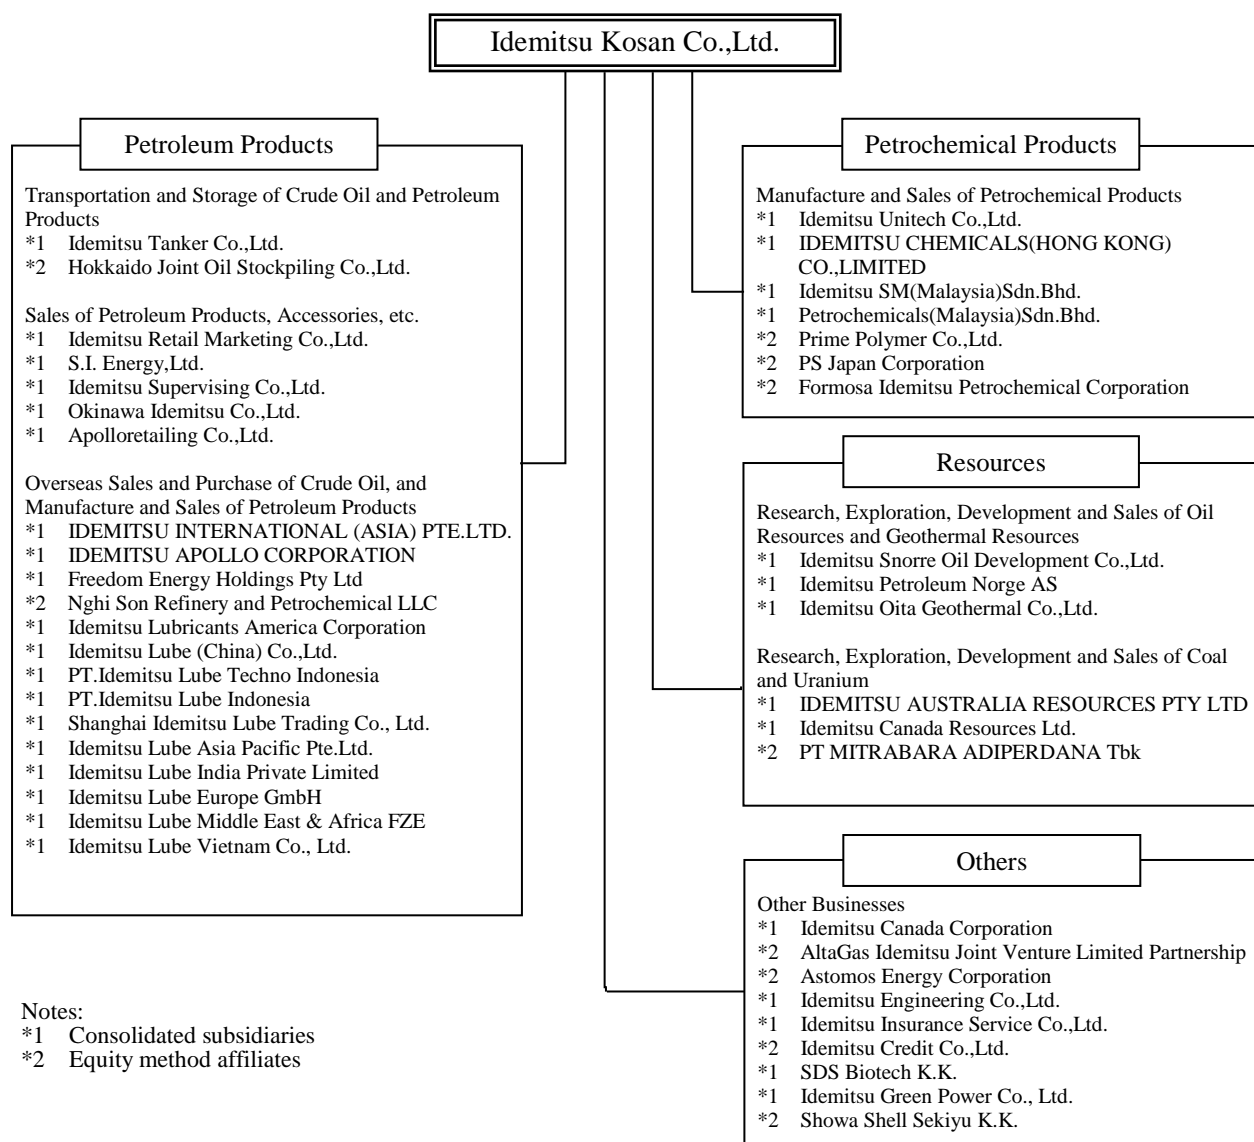 Idemitsu Kosan Co.,Ltd.
Petroleum Products
Transportation and Storage of Crude Oil and Petroleum
Products
*1 Idemitsu Tanker Co.,Ltd.
*2 Hokkaido Joint Oil Stockpiling Co.,Ltd.
Sales of Petroleum Products, Accessories, etc.
*1 Idemitsu Retail Marketing Co.,Ltd.
*1 S.I. Energy,Ltd.
*1 Idemitsu Supervising Co.,Ltd.
*1 Okinawa Idemitsu Co.,Ltd.
*1 Apolloretailing Co.,Ltd.
Overseas Sales and Purchase of Crude Oil, and
Manufacture and Sales of Petroleum Products
*1 IDEMITSU INTERNATIONAL (ASIA) PTE.LTD.
*1 IDEMITSU APOLLO CORPORATION
*1 Freedom Energy Holdings Pty Ltd
*2 Nghi Son Refinery and Petrochemical LLC
*1 Idemitsu Lubricants America Corporation
*1 Idemitsu Lube (China) Co.,Ltd.
*1 PT.Idemitsu Lube Techno Indonesia
*1 PT.Idemitsu Lube Indonesia
*1 Shanghai Idemitsu Lube Trading Co., Ltd.
*1 Idemitsu Lube Asia Pacific Pte.Ltd.
*1 Idemitsu Lube India Private Limited
*1 Idemitsu Lube Europe GmbH
*1 Idemitsu Lube Middle East & Africa FZE
*1 Idemitsu Lube Vietnam Co., Ltd.
Notes:
*1 Consolidated subsidiaries
*2 Equity method affiliates
Petrochemical Products
Manufacture and Sales of Petrochemical Products
*1 Idemitsu Unitech Co.,Ltd.
*1 IDEMITSU CHEMICALS(HONG KONG)
CO.,LIMITED
*1 Idemitsu SM(Malaysia)Sdn.Bhd.
*1 Petrochemicals(Malaysia)Sdn.Bhd.
*2 Prime Polymer Co.,Ltd.
*2 PS Japan Corporation
*2 Formosa Idemitsu Petrochemical Corporation
Resources
Research, Exploration, Development and Sales of Oil
Resources and Geothermal Resources
*1 Idemitsu Snorre Oil Development Co.,Ltd.
*1 Idemitsu Petroleum Norge AS
*1 Idemitsu Oita Geothermal Co.,Ltd.
Research, Exploration, Development and Sales of Coal
and Uranium
*1 IDEMITSU AUSTRALIA RESOURCES PTY LTD
*1 Idemitsu Canada Resources Ltd.
*2 PT MITRABARA ADIPERDANA Tbk
Others
Other Businesses
*1 Idemitsu Canada Corporation
*2 AltaGas Idemitsu Joint Venture Limited Partnership
*2 Astomos Energy Corporation
*1 Idemitsu Engineering Co.,Ltd.
*1 Idemitsu Insurance Service Co.,Ltd.
*2 Idemitsu Credit Co.,Ltd.
*1 SDS Biotech K.K.
*1 Idemitsu Green Power Co., Ltd.
*2 Showa Shell Sekiyu K.K.